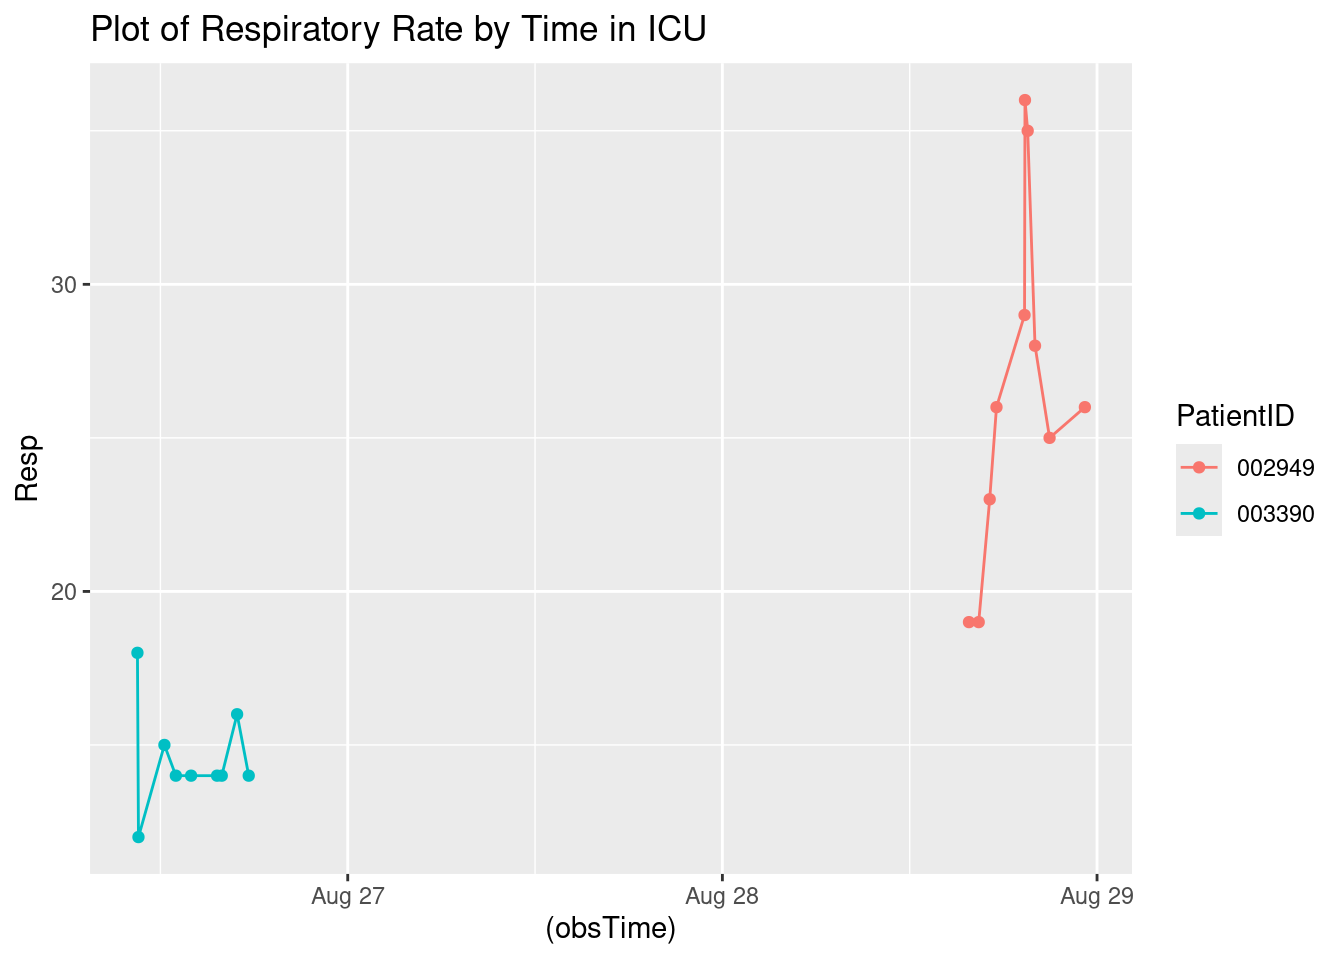 Plot of Respiratory Rate by Time in ICU
Resp
30
20
Aug 27
Aug 28
Aug 29
(obsTime)
PatientID
002949
003390